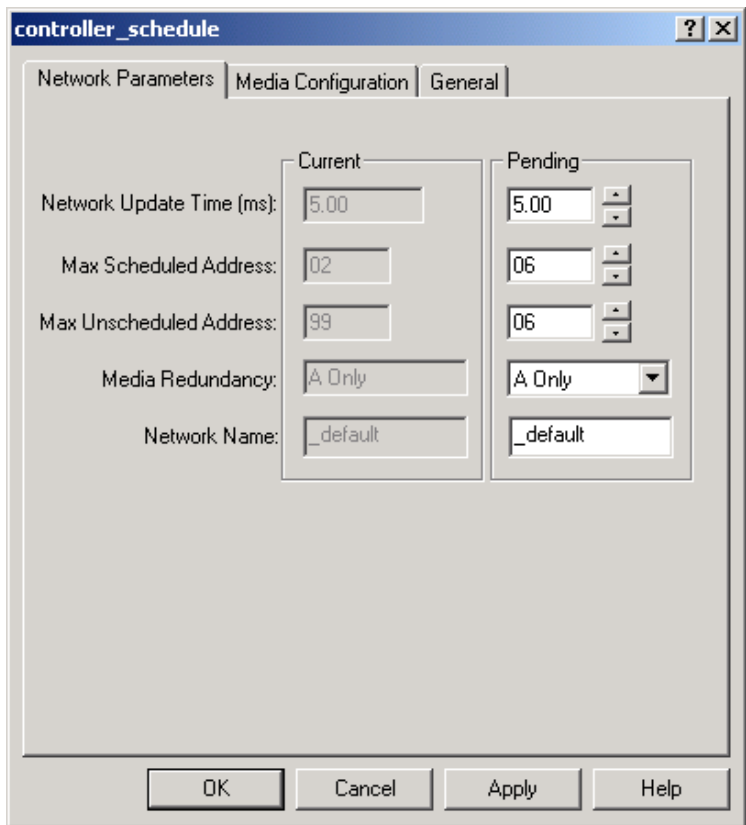 controller_schedule
Network Parameters Media Configuration General
Current Pending
Network Update Time (ms): 5.00 5.00
Max Scheduled Address: 02 06
Max Unscheduled Address: 99 06
Media Redundancy: A Only A Only
Network Name: _default _default
OK Cancel Apply Help